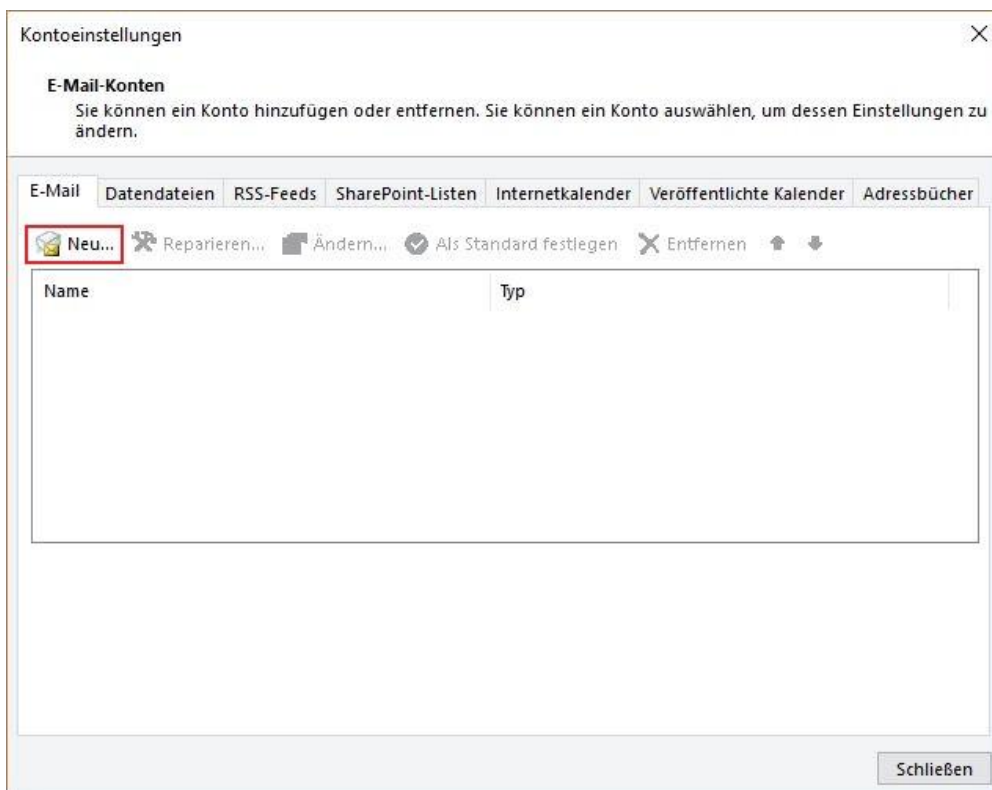 Kontoeinstellungen
E-Mail-Konten
Sie können ein Konto hinzufügen oder entfernen. Sie können ein Konto auswählen, um dessen Einstellungen zu
ändern.
E-Mail Datendateien RSS-Feeds SharePoint-Listen Internetkalender Veröffentlichte Kalender Adressbücher
Neu... Reparieren... Ändern... Als Standard festlegen Entfernen
Name Typ
Schließen